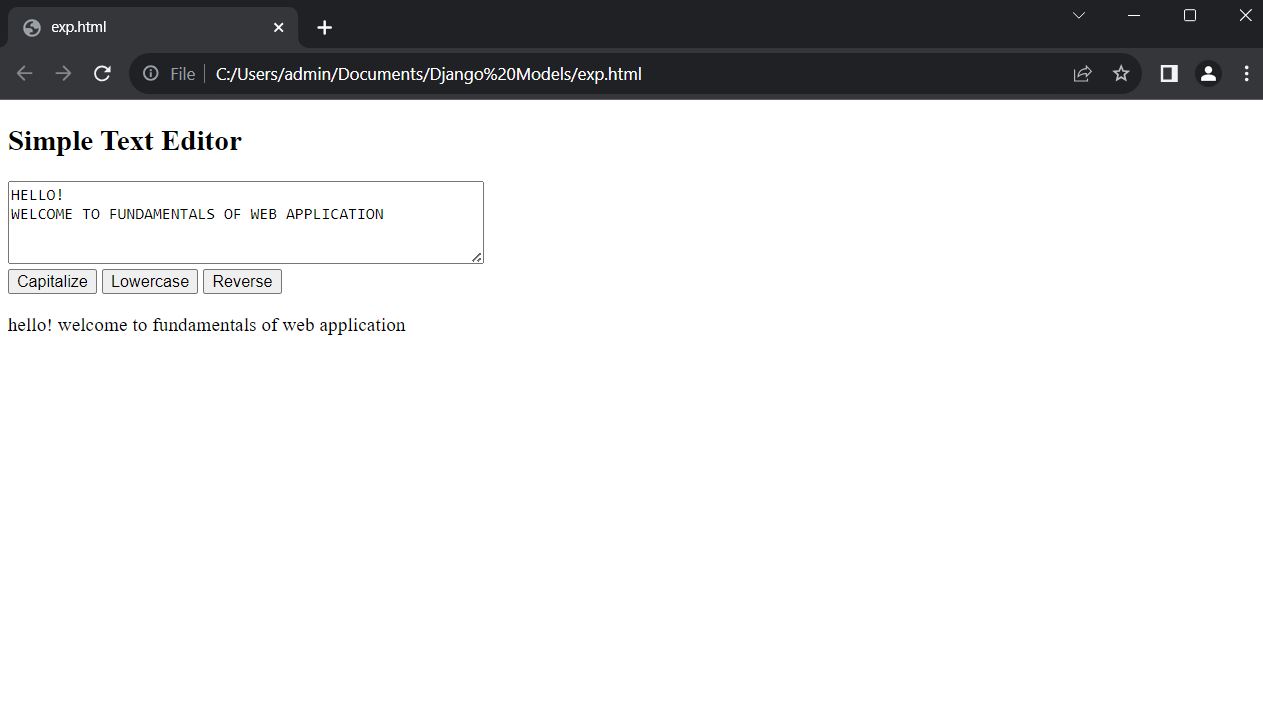 exp.html
File C:/Users/admin/Documents/Django%20Models/exp.html
Simple Text Editor
HELLO!
WELCOME TO FUNDAMENTALS OF WEB APPLICATION
Capitalize Lowercase Reverse
hello! welcome to fundamentals of web application